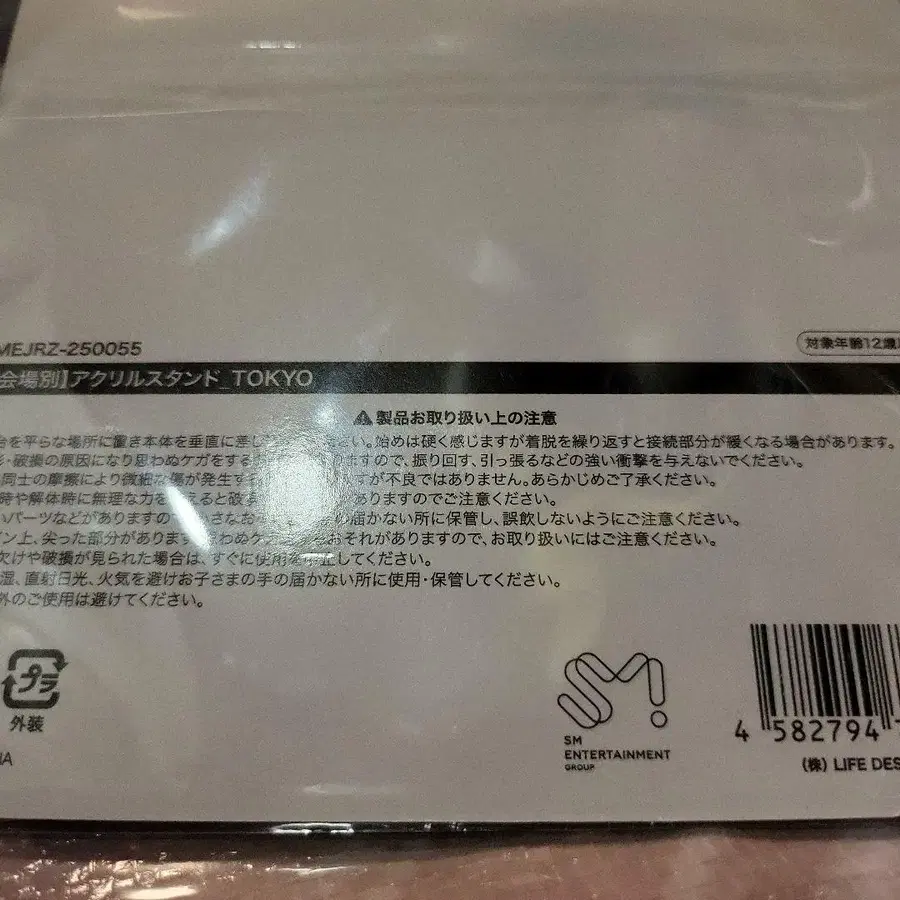 MEJRZ-250055
対象年齢12歳
会場別】アクリルスタンド_TOKYO
⚠製品お取り扱い上の注意
台を平らな場所に置き本体を垂直に差し さい。始めは硬く感じますが着脱を繰り返すと接続部分が緩くなる場合があります。
・破損の原因になり思わぬケガをする りますので、振り回す、引っ張るなどの強い衝撃を与えないでください。
同士の摩擦により微細な傷が発生す すが不良ではありません。あらかじめご了承ください。
時や解体時に無理な力を えると破 ありますのでご注意ください。
いパーツなどがありますの 小さなお の届かない所に保管し、誤飲しないようにご注意ください。
イン上、尖った部分があります 思わぬケ おそれがありますので、お取り扱いにはご注意ください。
欠けや破損が見られた場合は、すぐに使用を中止してください。
湿、直射日光、火気を避けお子さまの手の届かない所に使用・保管してください。
外のご使用は避けてください。
プラ
外装
SM
ENTERTAINMENT
GROUP
4 582794
(株) LIFE DES